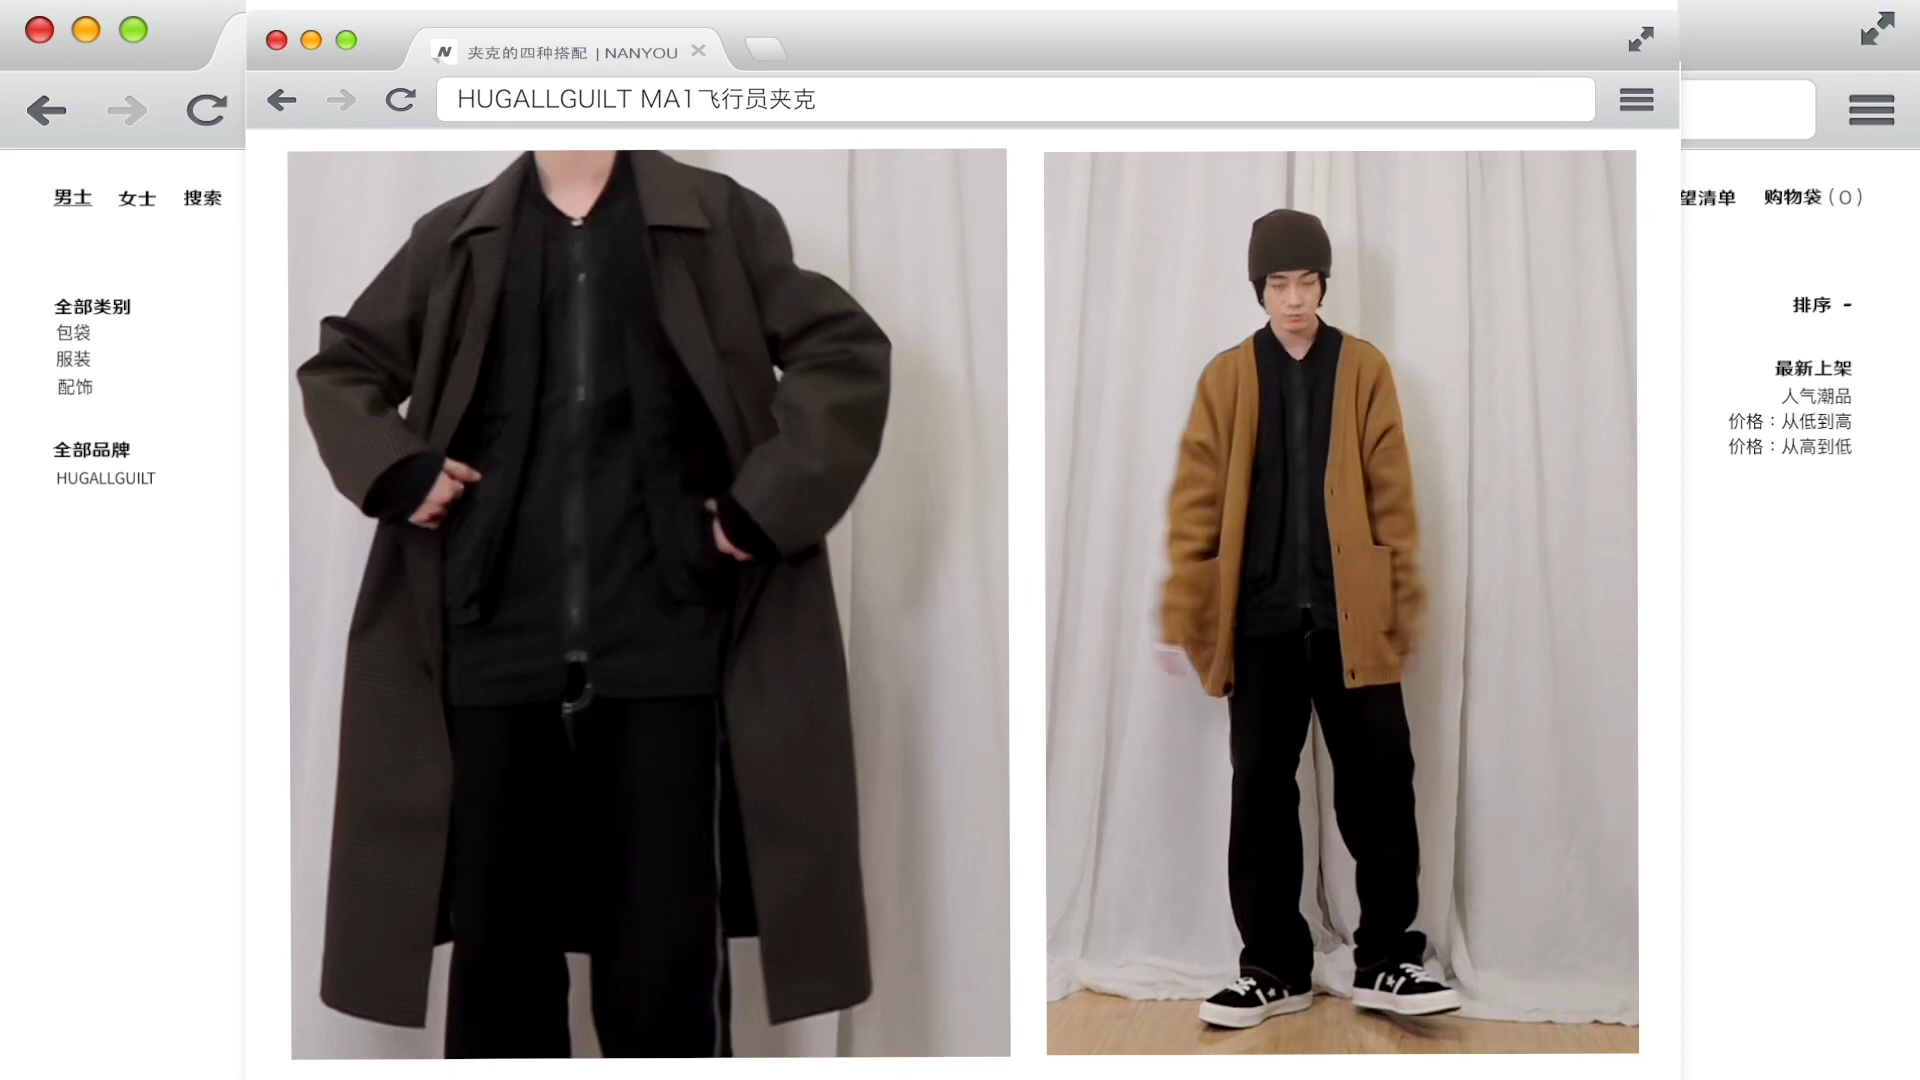 夹克的四种搭配 | NANYOU
HUGALLGUILT MA1飞行员夹克
男士 女士 搜索
望清单 购物袋 ( 0 )
全部类别
包袋
服装
配饰
全部品牌
HUGALLGUILT
排序 -
最新上架
人气潮品
价格：从低到高
价格：从高到低